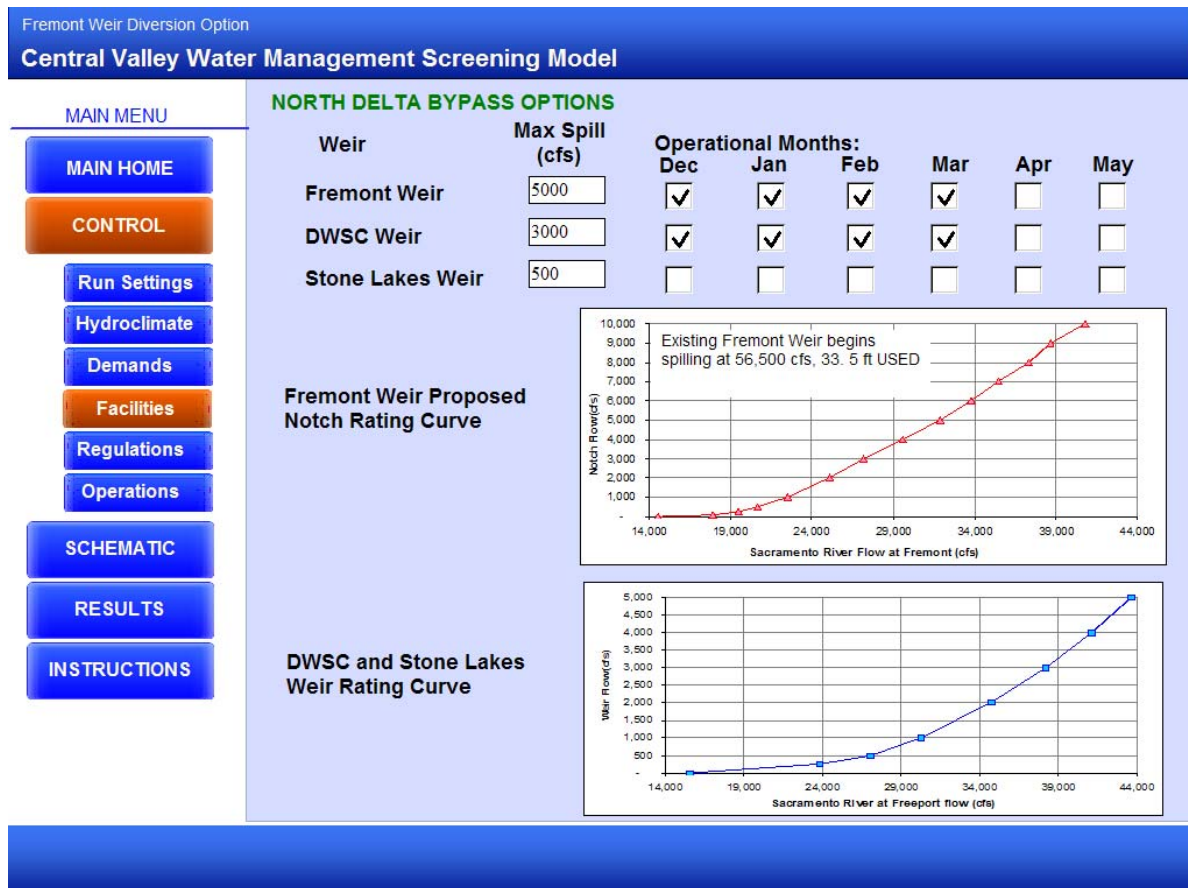 Fremont Weir Diversion Option
Central Valley Water Management Screening Model
MAIN MENU
MAIN HOME
CONTROL
Run Settings
Hydroclimate
Demands
Facilities
Regulations
Operations
SCHEMATIC
RESULTS
INSTRUCTIONS
NORTH DELTA BYPASS OPTIONS
Weir
Max Spill
(cfs)
Operational Months:
Dec Jan Feb Mar Apr May
Fremont Weir 5000
DWSC Weir 3000
Stone Lakes Weir 500
Fremont Weir Proposed
Notch Rating Curve
Existing Fremont Weir begins
spilling at 56,500 cfs, 33. 5 ft USED
10,000
9,000
8,000
7,000
6,000
5,000
4,000
3,000
2,000
1,000
-
Notch Flow(cfs)
14,000 19,000 24,000 29,000 34,000 39,000 44,000
Sacramento River Flow at Fremont (cfs)
DWSC and Stone Lakes
Weir Rating Curve
5,000
4,500
4,000
3,500
3,000
2,500
2,000
1,500
1,000
500
-
Weir Flow(cfs)
14,000 19,000 24,000 29,000 34,000 39,000 44,000
Sacramento River at Freeport flow (cfs)